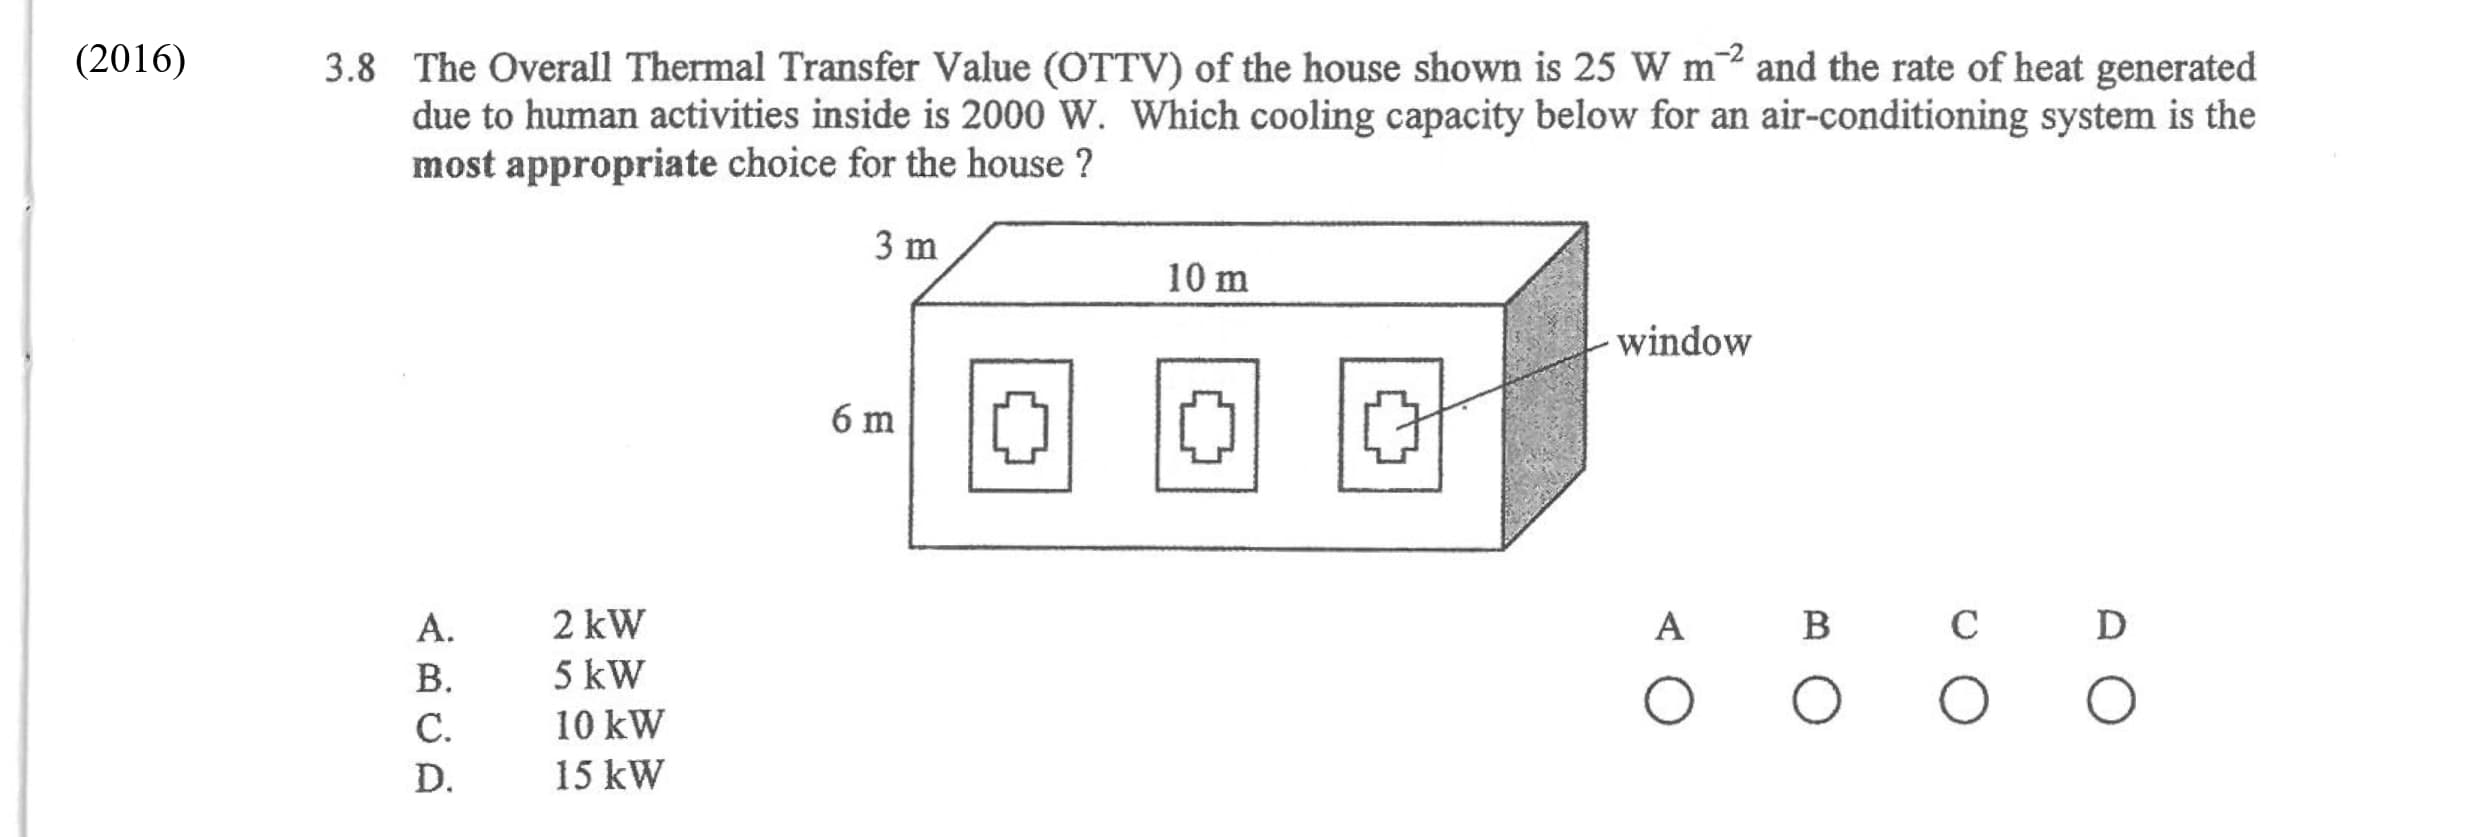 (2016)
3.8 The Overall Thermal Transfer Value (OTTV) of the house shown is 25 W m⁻² and the rate of heat generated
due to human activities inside is 2000 W. Which cooling capacity below for an air-conditioning system is the
most appropriate choice for the house ?
3 m
10 m
window
6 m
A. 2 kW
B. 5 kW
C. 10 kW
D. 15 kW
A B C D